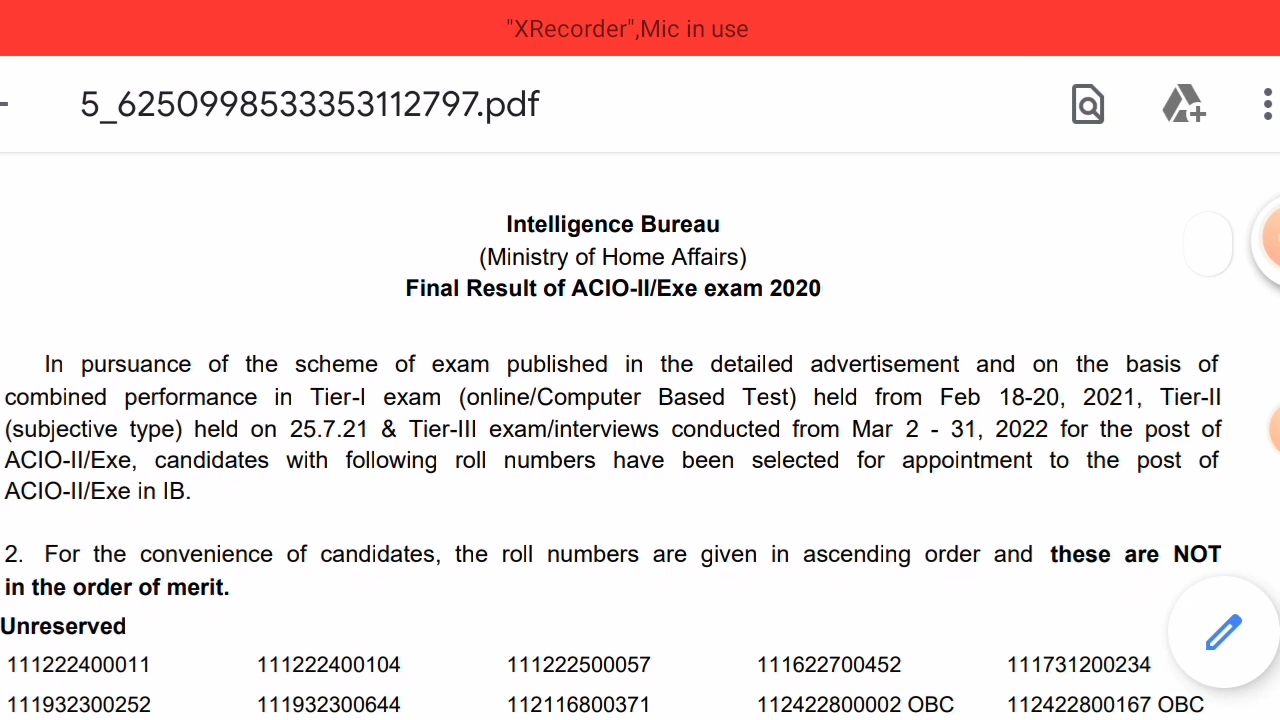 "XRecorder",Mic in use
5_6250998533353112797.pdf
Intelligence Bureau
(Ministry of Home Affairs)
Final Result of ACIO-II/Exe exam 2020
In pursuance of the scheme of exam published in the detailed advertisement and on the basis of
combined performance in Tier-I exam (online/Computer Based Test) held from Feb 18-20, 2021, Tier-II
(subjective type) held on 25.7.21 & Tier-III exam/interviews conducted from Mar 2 - 31, 2022 for the post of
ACIO-II/Exe, candidates with following roll numbers have been selected for appointment to the post of
ACIO-II/Exe in IB.
2. For the convenience of candidates, the roll numbers are given in ascending order and these are NOT
in the order of merit.
Unreserved
111222400011 111222400104 111222500057 111622700452 111731200234
111932300252 111932300644 112116800371 112422800002 OBC 112422800167 OBC